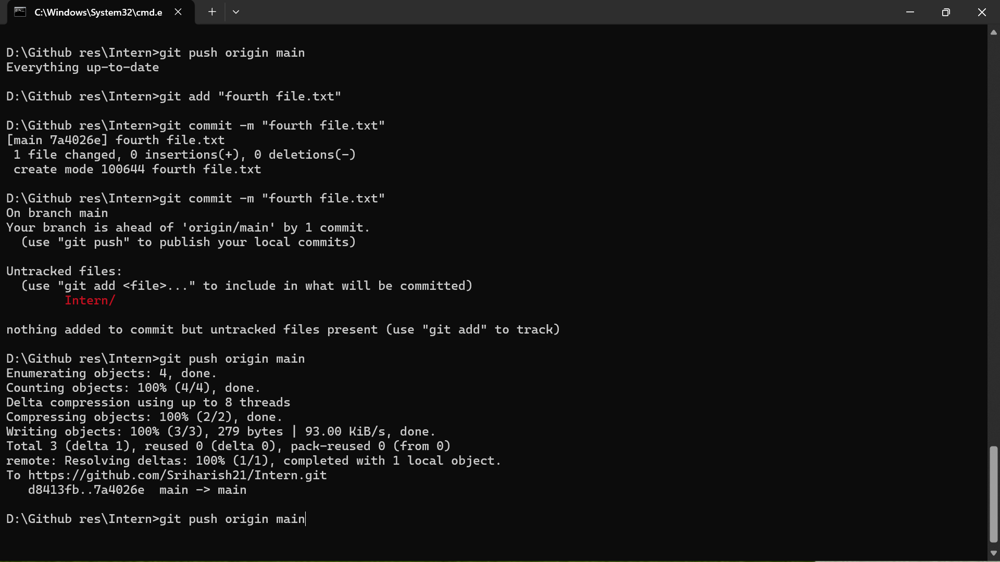 C:\Windows\System32\cmd.e
D:\Github res\Intern>git push origin main
Everything up-to-date
D:\Github res\Intern>git add "fourth file.txt"
D:\Github res\Intern>git commit -m "fourth file.txt"
[main 7a4026e] fourth file.txt
 1 file changed, 0 insertions(+), 0 deletions(-)
 create mode 100644 fourth file.txt
D:\Github res\Intern>git commit -m "fourth file.txt"
On branch main
Your branch is ahead of 'origin/main' by 1 commit.
  (use "git push" to publish your local commits)
Untracked files:
  (use "git add <file>..." to include in what will be committed)
        Intern/
nothing added to commit but untracked files present (use "git add" to track)
D:\Github res\Intern>git push origin main
Enumerating objects: 4, done.
Counting objects: 100% (4/4), done.
Delta compression using up to 8 threads
Compressing objects: 100% (2/2), done.
Writing objects: 100% (3/3), 279 bytes | 93.00 KiB/s, done.
Total 3 (delta 1), reused 0 (delta 0), pack-reused 0 (from 0)
remote: Resolving deltas: 100% (1/1), completed with 1 local object.
To https://github.com/Sriharish21/Intern.git
   d8413fb..7a4026e  main -> main
D:\Github res\Intern>git push origin main